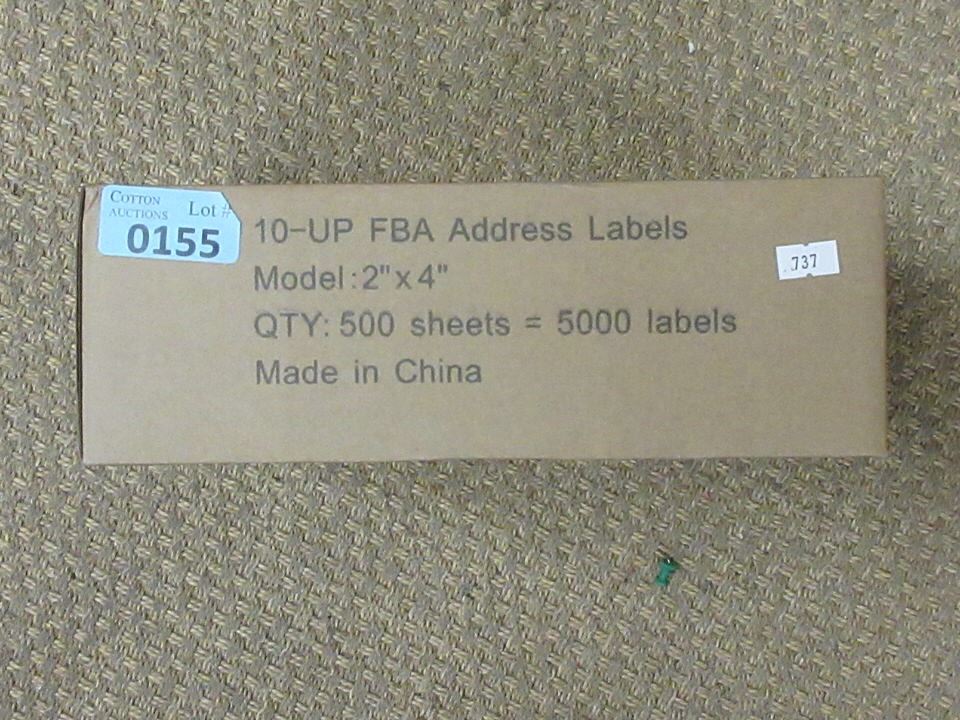 COTTON
AUCTIONS
Lot #
0155
10-UP FBA Address Labels
Model: 2" x 4"
QTY: 500 sheets = 5000 labels
Made in China
737